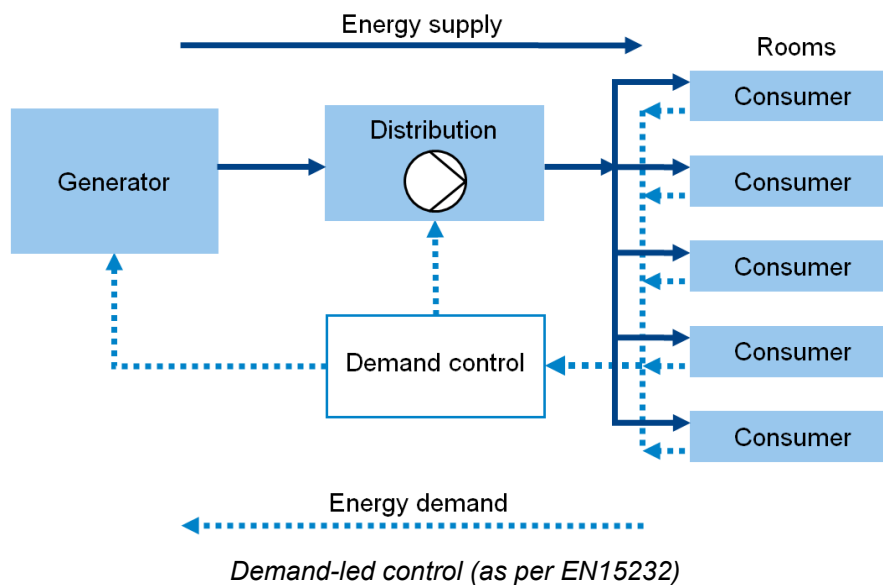 Energy supply
Rooms
Consumer
Generator
Distribution
Consumer
Consumer
Demand control
Consumer
Consumer
Energy demand
Demand-led control (as per EN15232)